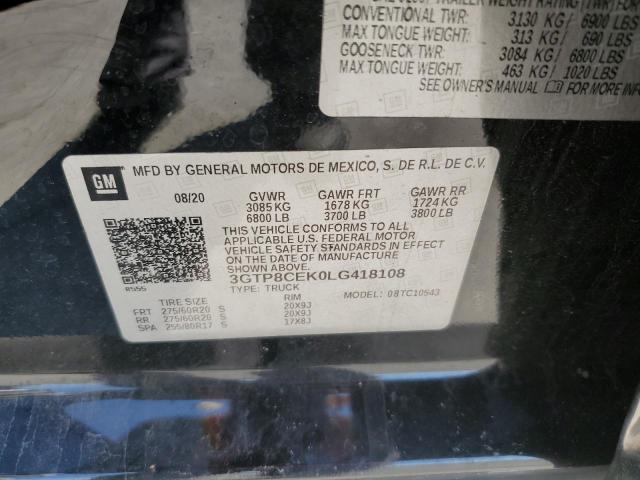 TRAILER WEIGHT RATING (TWR)
CONVENTIONAL TWR: 3130 KG/ 6900 LBS
MAX TONGUE WEIGHT: 313 KG/ 690 LBS
GOOSENECK TWR: 3084 KG/ 6800 LBS
MAX TONGUE WEIGHT: 463 KG/ 1020 LBS
SEE OWNER'S MANUAL
GM
MFD BY GENERAL MOTORS DE MEXICO, S. DE R.L. DE C.V.
08/20 GVWR GAWR FRT GAWR RR
3085 KG 1678 KG 1724 KG
6800 LB 3700 LB 3800 LB
THIS VEHICLE CONFORMS TO ALL
APPLICABLE U.S. FEDERAL MOTOR
VEHICLE SAFETY STANDARDS IN EFFECT
ON THE DATE OF MANUFACTURE
SHOWN ABOVE.
3GTP8CEK0LG418108
TYPE: TRUCK MODEL: 08TC10543
TIRE SIZE RIM
FRT 275/60R20 S 20X9J
RR 275/60R20 S 20X9J
SPA 255/80R17 S 17X8J